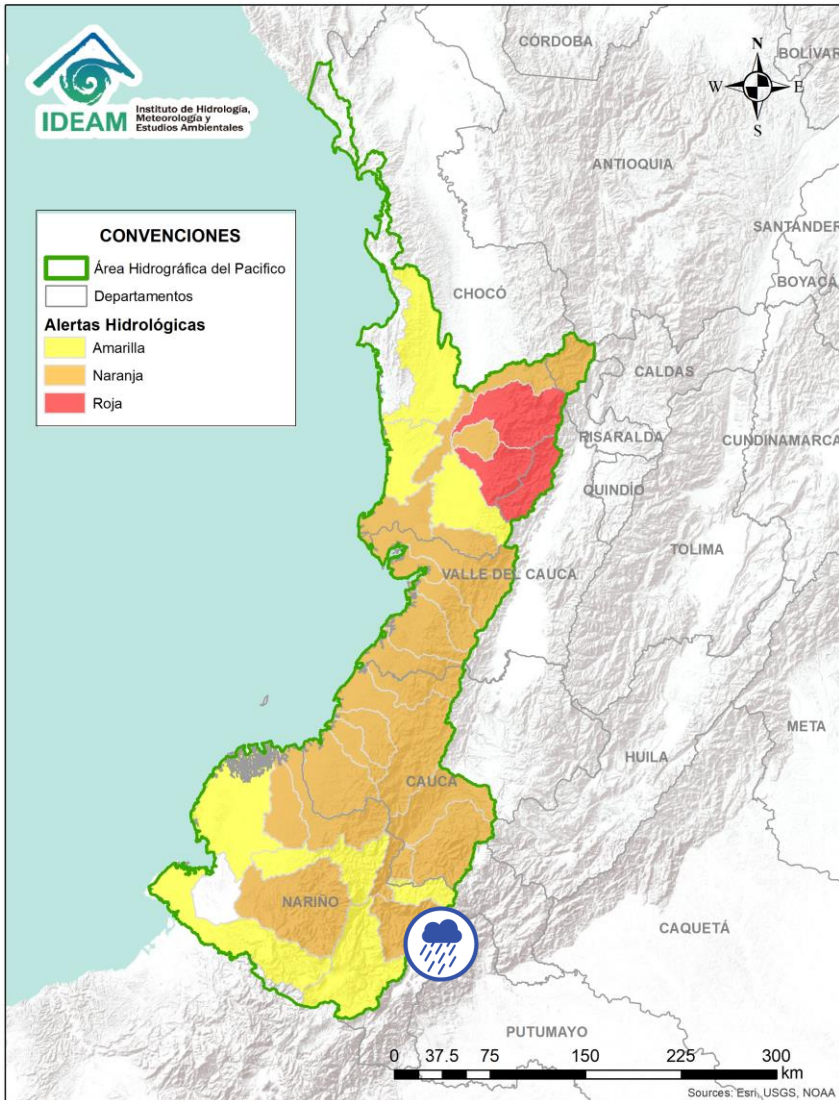 IDEAM
Instituto de Hidrología,
Meteorología y
Estudios Ambientales
CÓRDOBA
BOLÍVAR
N
W
E
S
ANTIOQUIA
CONVENCIONES
Área Hidrográfica del Pacifico
Departamentos
Alertas Hidrológicas
Amarilla
Naranja
Roja
SANTANDER
BOYACÁ
CHOCÓ
CALDAS
RISARALDA
CUNDINAMARCA
QUINDÍO
TOLIMA
VALLE DEL CAUCA
META
HUILA
CAUCA
NARIÑO
CAQUETÁ
PUTUMAYO
0 37.5 75 150 225 300
km
Sources: Esri, USGS, NOAA